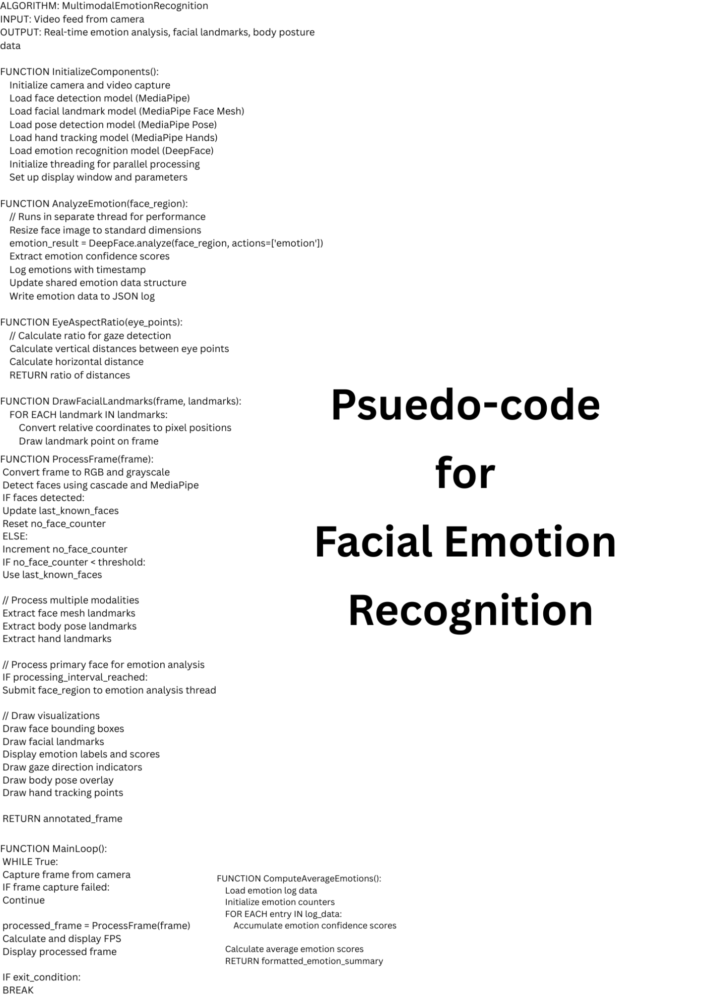 ALGORITHM: MultimodalEmotionRecognition
INPUT: Video feed from camera
OUTPUT: Real-time emotion analysis, facial landmarks, body posture
data
FUNCTION InitializeComponents():
Initialize camera and video capture
Load face detection model (MediaPipe)
Load facial landmark model (MediaPipe Face Mesh)
Load pose detection model (MediaPipe Pose)
Load hand tracking model (MediaPipe Hands)
Load emotion recognition model (DeepFace)
Initialize threading for parallel processing
Set up display window and parameters
FUNCTION AnalyzeEmotion(face_region):
// Runs in separate thread for performance
Resize face image to standard dimensions
emotion_result = DeepFace.analyze(face_region, actions=['emotion'])
Extract emotion confidence scores
Log emotions with timestamp
Update shared emotion data structure
Write emotion data to JSON log
FUNCTION EyeAspectRatio(eye_points):
// Calculate ratio for gaze detection
Calculate vertical distances between eye points
Calculate horizontal distance
RETURN ratio of distances
FUNCTION DrawFacialLandmarks(frame, landmarks):
FOR EACH landmark IN landmarks:
Convert relative coordinates to pixel positions
Draw landmark point on frame
FUNCTION ProcessFrame(frame):
Convert frame to RGB and grayscale
Detect faces using cascade and MediaPipe
IF faces detected:
Update last_known_faces
Reset no_face_counter
ELSE:
Increment no_face_counter
IF no_face_counter < threshold:
Use last_known_faces
// Process multiple modalities
Extract face mesh landmarks
Extract body pose landmarks
Extract hand landmarks
// Process primary face for emotion analysis
IF processing_interval_reached:
Submit face_region to emotion analysis thread
// Draw visualizations
Draw face bounding boxes
Draw facial landmarks
Display emotion labels and scores
Draw gaze direction indicators
Draw body pose overlay
Draw hand tracking points
RETURN annotated_frame
FUNCTION MainLoop():
WHILE True:
Capture frame from camera
IF frame capture failed:
Continue
processed_frame = ProcessFrame(frame)
Calculate and display FPS
Display processed frame
IF exit_condition:
BREAK
FUNCTION ComputeAverageEmotions():
Load emotion log data
Initialize emotion counters
FOR EACH entry IN log_data:
Accumulate emotion confidence scores
Calculate average emotion scores
RETURN formatted_emotion_summary
Psuedo-code
for
Facial Emotion
Recognition